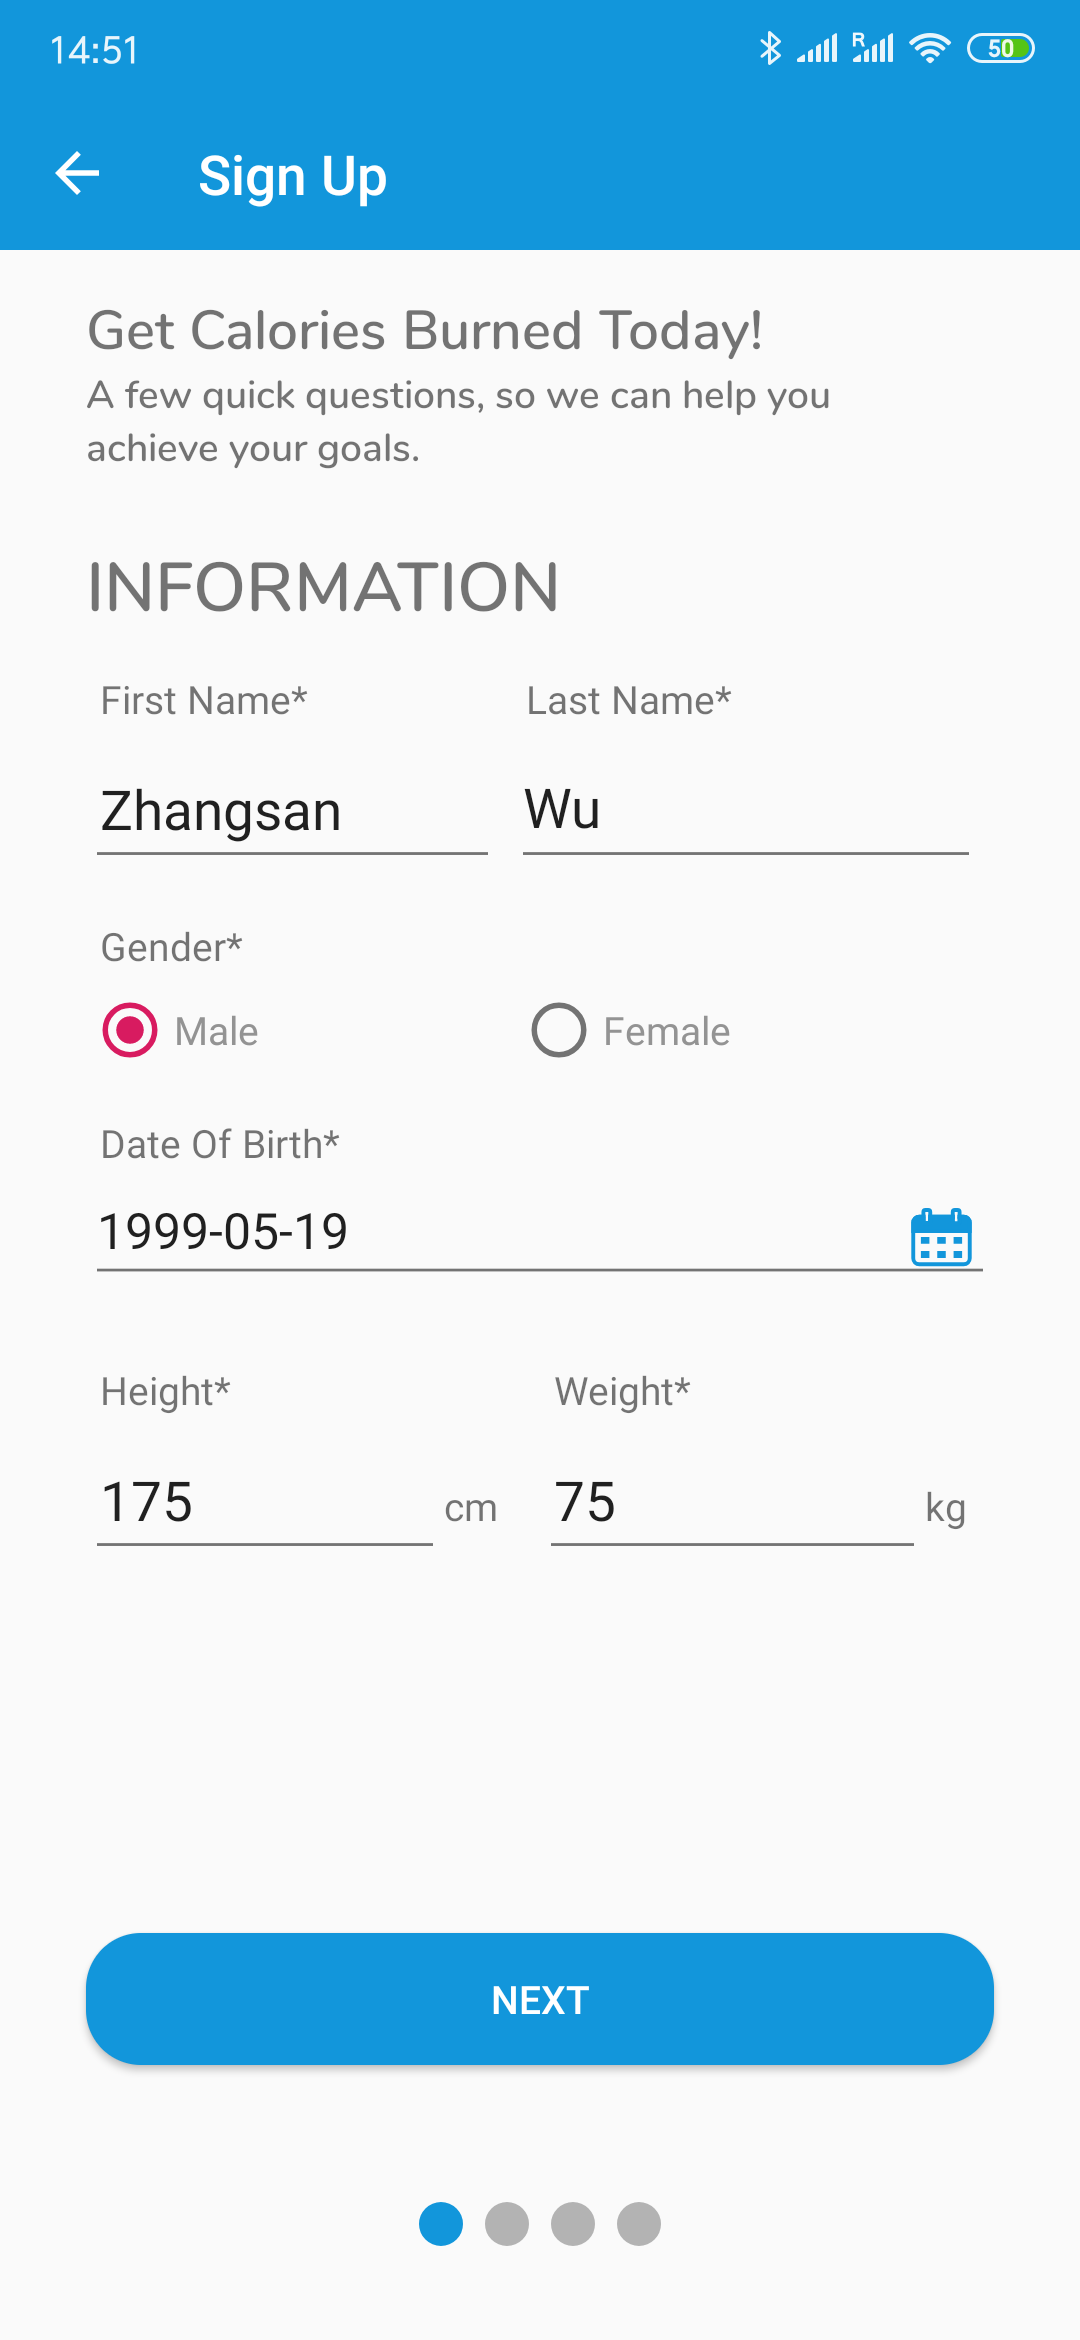 14:51
R
50
Sign Up
Get Calories Burned Today!
A few quick questions, so we can help you
achieve your goals.
INFORMATION
First Name* Last Name*
Zhangsan Wu
Gender*
Male Female
Date Of Birth*
1999-05-19
Height* Weight*
175 cm 75 kg
NEXT